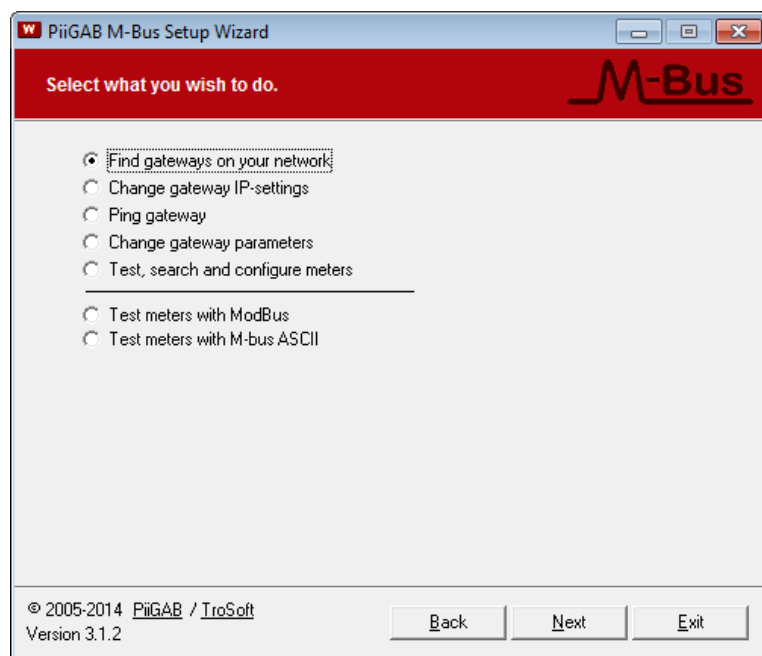 PiiGAB M-Bus Setup Wizard
Select what you wish to do.
M-Bus
Find gateways on your network
Change gateway IP-settings
Ping gateway
Change gateway parameters
Test, search and configure meters
Test meters with ModBus
Test meters with M-bus ASCII
© 2005-2014 PiiGAB / TroSoft
Version 3.1.2
Back Next Exit